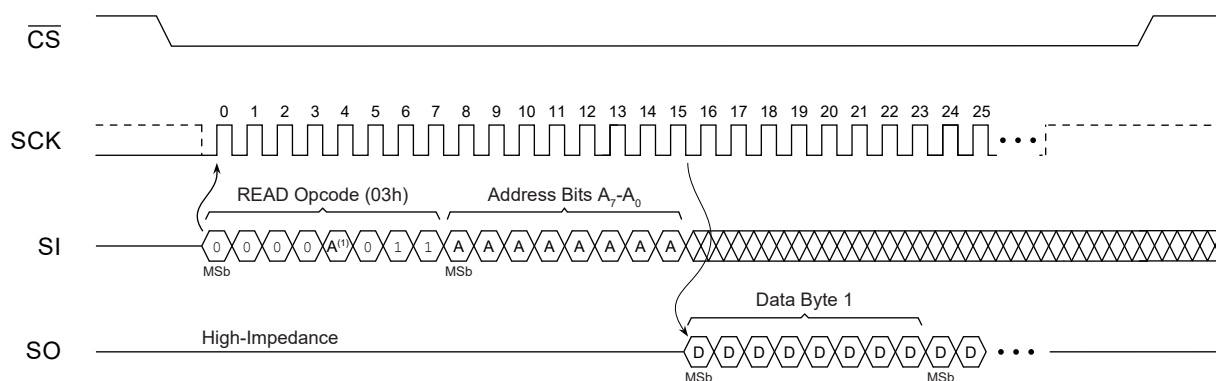 CS
0 1 2 3 4 5 6 7 8 9 10 11 12 13 14 15 16 17 18 19 20 21 22 23 24 25
SCK
• • •
READ Opcode (03h) Address Bits A₇-A₀
SI 0 0 0 0 A⁽¹⁾ 0 1 1 A A A A A A A A
MSb MSb
Data Byte 1
High-Impedance
SO D D D D D D D D D D • • •
MSb MSb